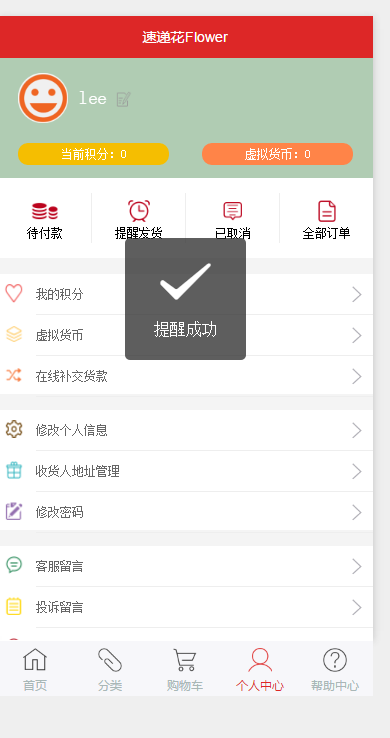 速递花Flower
lee
当前积分：0 虚拟货币：0
待付款 提醒发货 已取消 全部订单
提醒成功
我的积分
虚拟货币
在线补交货款
修改个人信息
收货人地址管理
修改密码
客服留言
投诉留言
首页 分类 购物车 个人中心 帮助中心